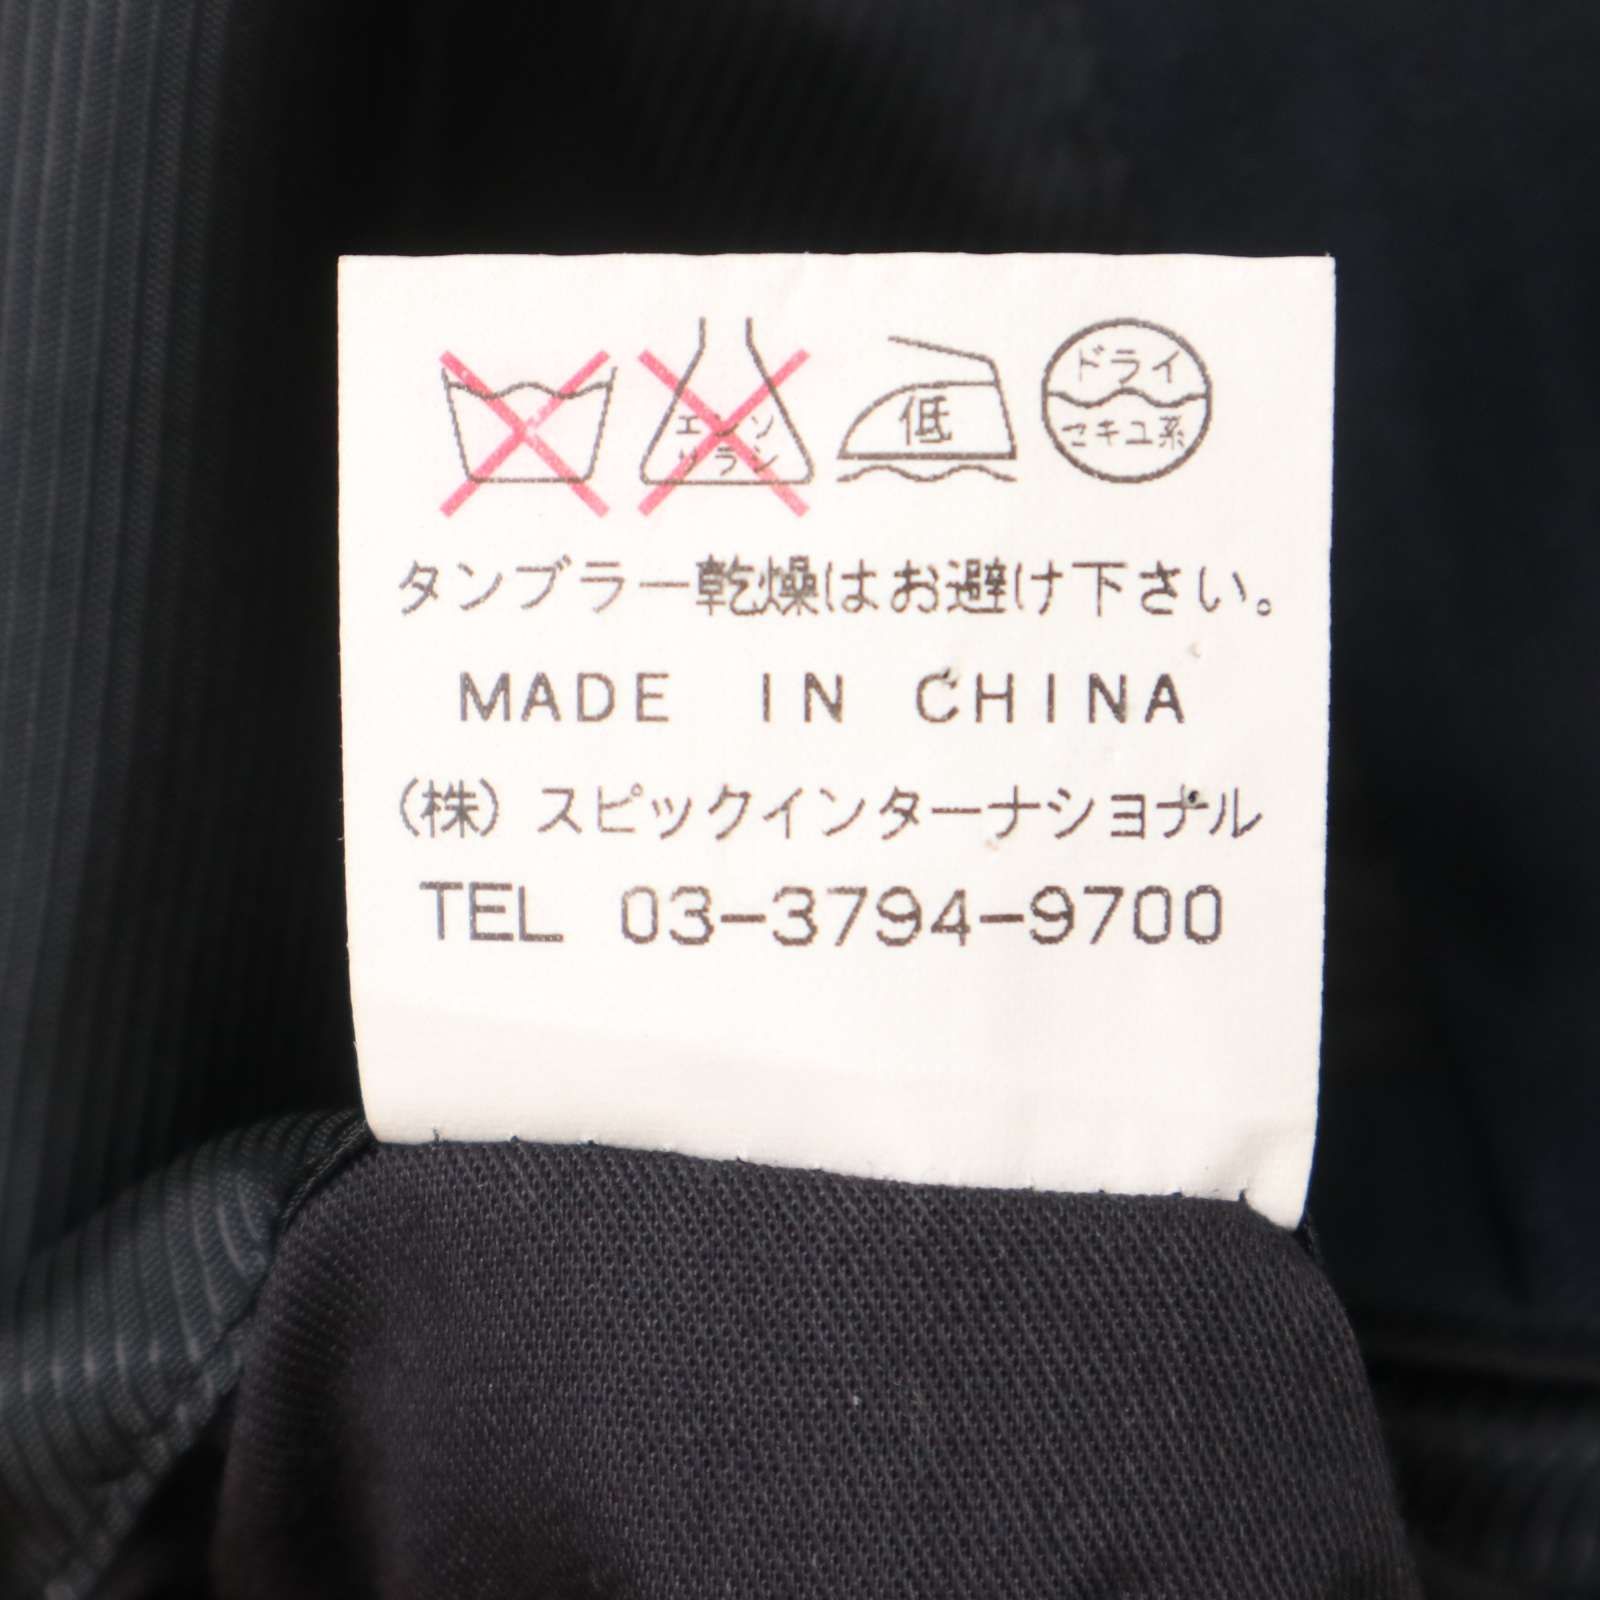 エンソ
サラシ
低
ドライ
セキユ系
タンブラー乾燥はお避け下さい。
MADE IN CHINA
(株)スピックインターナショナル
TEL 03-3794-9700